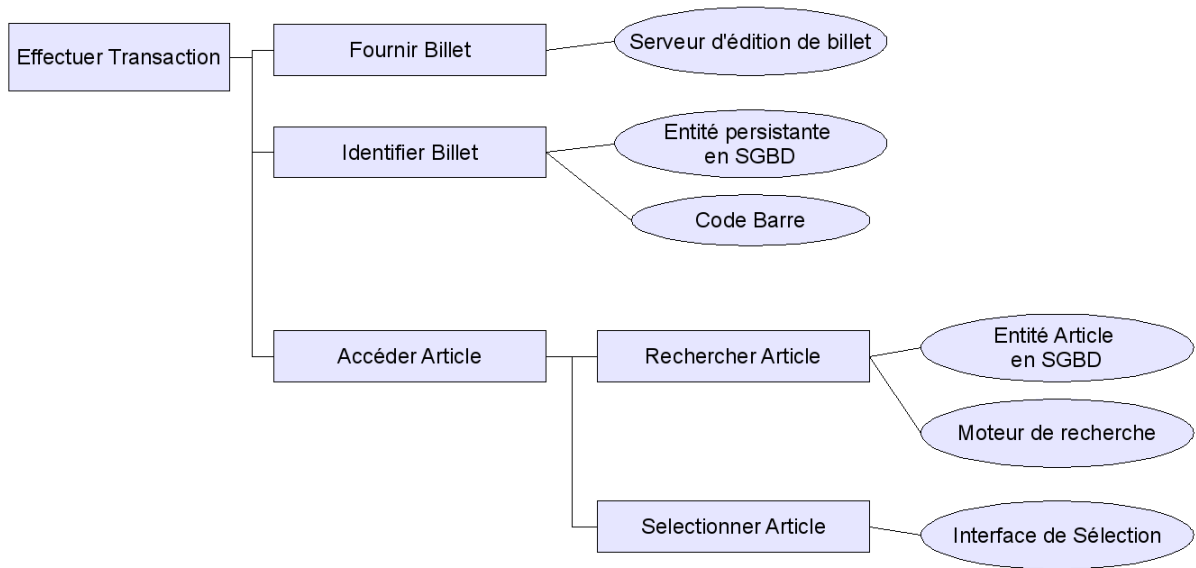 Effectuer Transaction
Fournir Billet
Serveur d'édition de billet
Identifier Billet
Entité persistante
en SGBD
Code Barre
Accéder Article
Rechercher Article
Entité Article
en SGBD
Moteur de recherche
Selectionner Article
Interface de Sélection